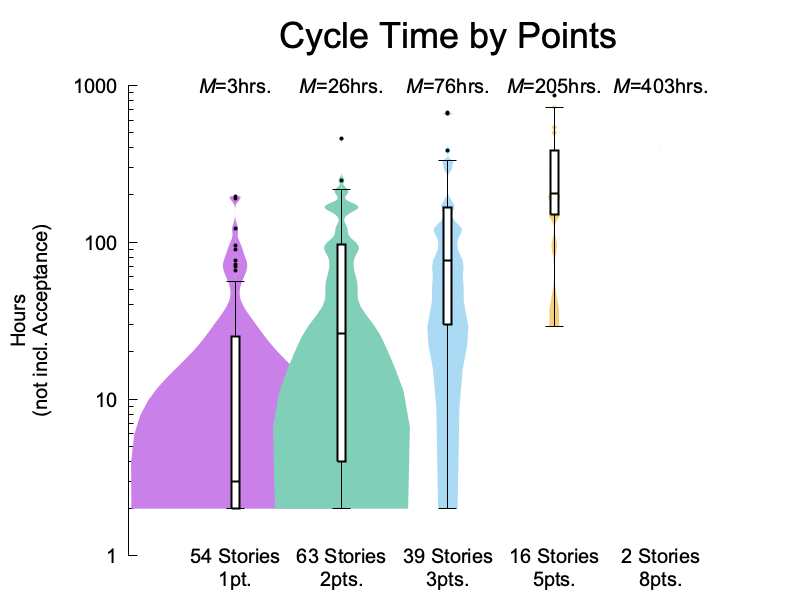 Cycle Time by Points
1000
M=3hrs.
M=26hrs.
M=76hrs.
M=205hrs.
M=403hrs.
100
Hours
(not incl. Acceptance)
10
1
54 Stories
1pt.
63 Stories
2pts.
39 Stories
3pts.
16 Stories
5pts.
2 Stories
8pts.